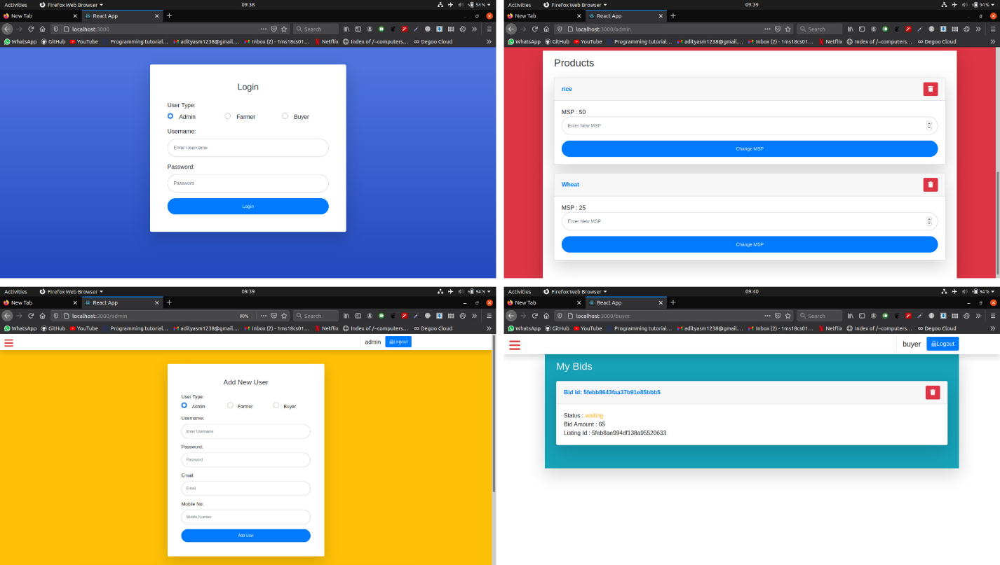 Activities Firefox Web Browser 09:38 94 %
New Tab React App
localhost:3000 Search
WhatsApp GitHub YouTube Programming tutorial... adityasm1238@gmail.... Inbox (2) - 1ms18cs01... Netflix Index of /~computers... Degoo Cloud
Login
User Type:
Admin Farmer Buyer
Username:
Enter Username
Password:
Password
Login
Activities Firefox Web Browser 09:39 94 %
New Tab React App
localhost:3000/admin Search
WhatsApp GitHub YouTube Programming tutorial... adityasm1238@gmail.... Inbox (2) - 1ms18cs01... Netflix Index of /~computers... Degoo Cloud
Products
rice
MSP : 50
Enter New MSP
Change MSP
Wheat
MSP : 25
Enter New MSP
Change MSP
Activities Firefox Web Browser 09:39 94 %
New Tab React App
localhost:3000/admin 80% Search
WhatsApp GitHub YouTube Programming tutorial... adityasm1238@gmail.... Inbox (2) - 1ms18cs01... Netflix Index of /~computers... Degoo Cloud
admin Logout
Add New User
User Type:
Admin Farmer Buyer
Username:
Enter Username
Password:
Password
Email:
Email
Mobile No:
Mobile Number
Add User
Activities Firefox Web Browser 09:40 94 %
New Tab React App
localhost:3000/buyer Search
WhatsApp GitHub YouTube Programming tutorial... adityasm1238@gmail.... Inbox (2) - 1ms18cs01... Netflix Index of /~computers... Degoo Cloud
buyer Logout
My Bids
Bid Id: 5febb8643faa37b91e85bbb5
Status : waiting
Bid Amount : 65
Listing Id : 5feb8ae994df138a95520633